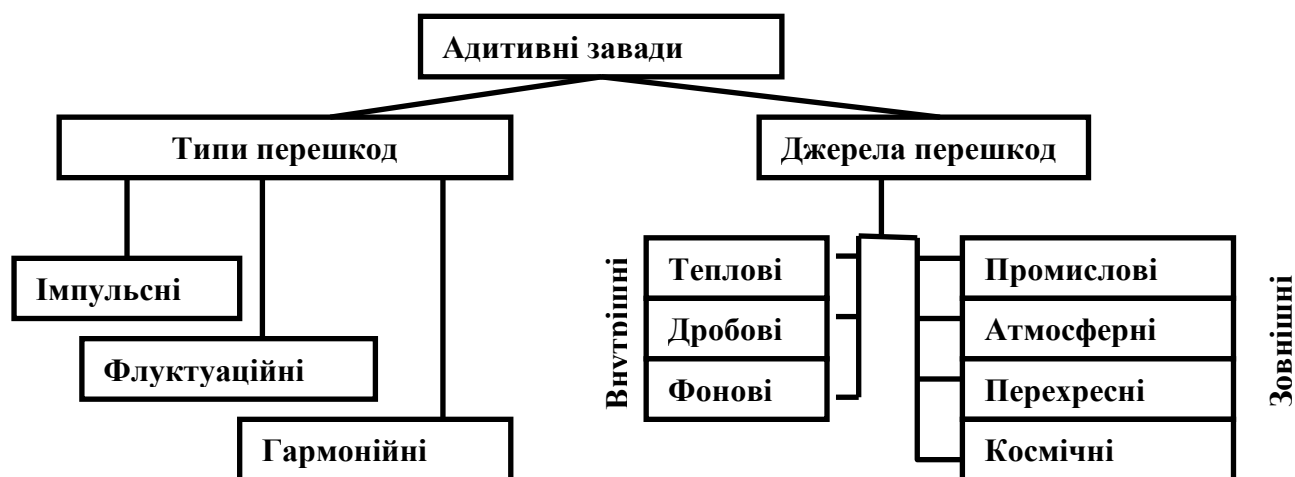 Адитивні завади
Типи перешкод
Джерела перешкод
Імпульсні
Флуктуаційні
Гармонійні
Внутрішні
Теплові
Дробові
Фонові
Промислові
Атмосферні
Перехресні
Космічні
Зовнішні